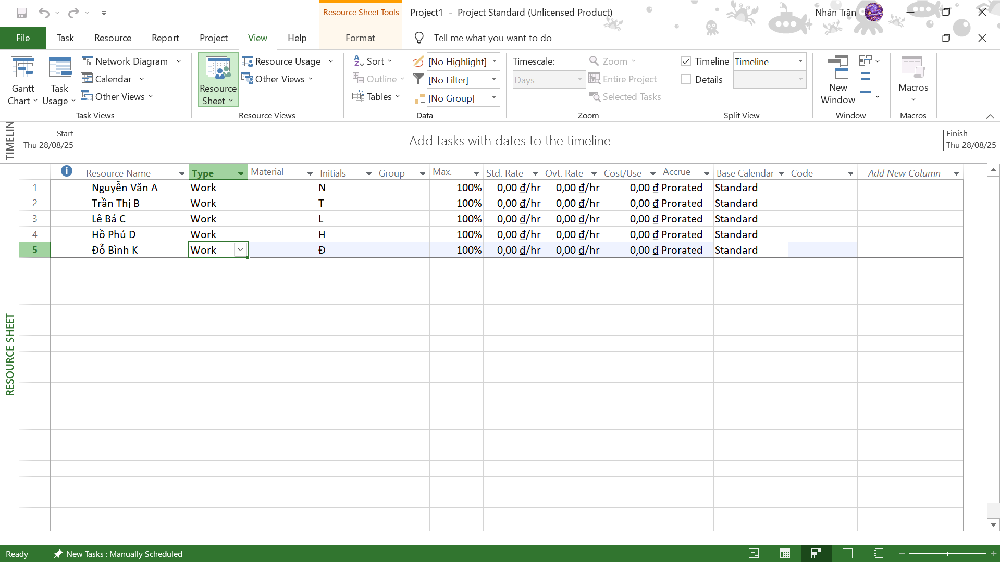 Resource Sheet Tools
Project1 - Project Standard (Unlicensed Product)
Nhân Trần
File
Task
Resource
Report
Project
View
Help
Format
Tell me what you want to do
Gantt Chart
Task Usage
Network Diagram
Calendar
Other Views
Task Views
Resource Sheet
Resource Usage
Other Views
Resource Views
Sort
Outline
Tables
[No Highlight]
[No Filter]
[No Group]
Data
Timescale:
Days
Zoom
Entire Project
Selected Tasks
Zoom
Timeline
Timeline
Details
Split View
New Window
Window
Macros
Macros
TIMELIN
Start
Thu 28/08/25
Add tasks with dates to the timeline
Finish
Thu 28/08/25
Resource Name Type Material Initials Group Max. Std. Rate Ovt. Rate Cost/Use Accrue Base Calendar Code Add New Column
1 Nguyễn Văn A Work N 100% 0,00 ₫/hr 0,00 ₫/hr 0,00 ₫ Prorated Standard
2 Trần Thị B Work T 100% 0,00 ₫/hr 0,00 ₫/hr 0,00 ₫ Prorated Standard
3 Lê Bá C Work L 100% 0,00 ₫/hr 0,00 ₫/hr 0,00 ₫ Prorated Standard
4 Hồ Phú D Work H 100% 0,00 ₫/hr 0,00 ₫/hr 0,00 ₫ Prorated Standard
5 Đỗ Bình K Work Đ 100% 0,00 ₫/hr 0,00 ₫/hr 0,00 ₫ Prorated Standard
RESOURCE SHEET
Ready
New Tasks : Manually Scheduled